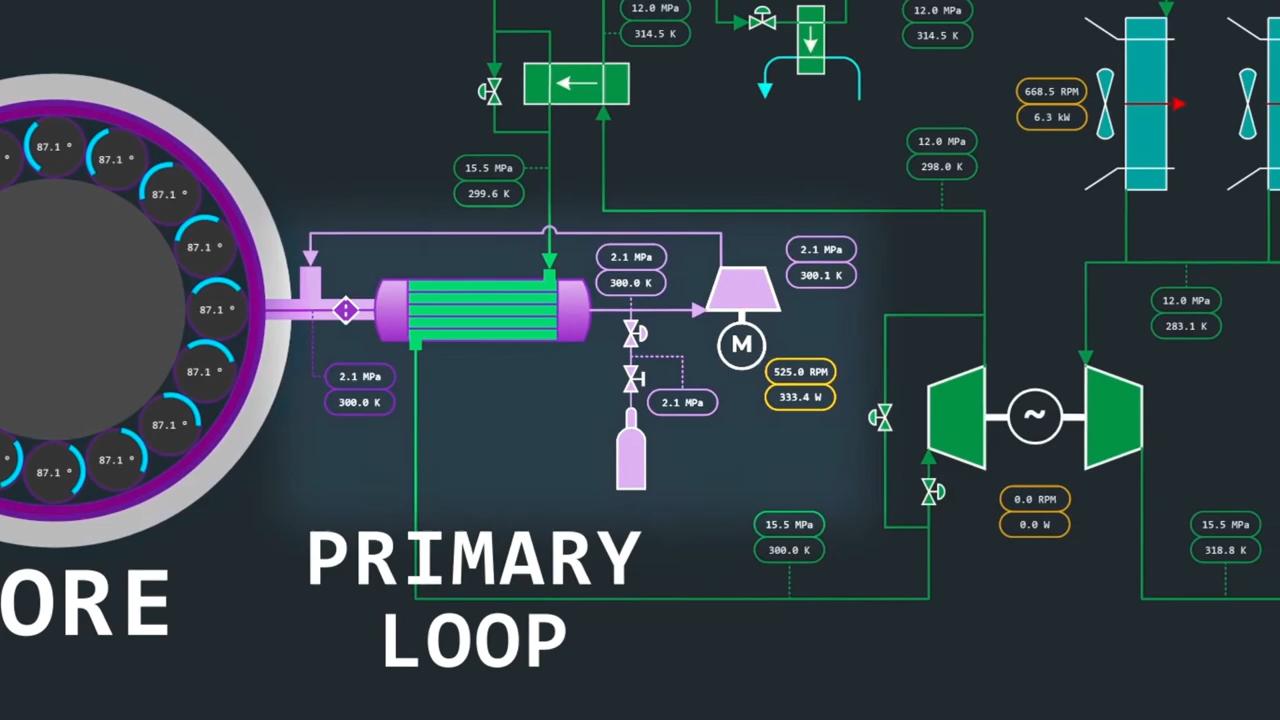 12.0 MPa
314.5 K
12.0 MPa
314.5 K
668.5 RPM
6.3 kW
12.0 MPa
298.0 K
15.5 MPa
299.6 K
87.1 °
87.1 °
87.1 °
87.1 °
87.1 °
87.1 °
87.1 °
87.1 °
87.1 °
°
°
2.1 MPa
300.0 K
2.1 MPa
300.1 K
12.0 MPa
283.1 K
2.1 MPa
300.0 K
M
525.0 RPM
333.4 W
2.1 MPa
~
0.0 RPM
0.0 W
15.5 MPa
300.0 K
15.5 MPa
318.8 K
ORE
PRIMARY
LOOP